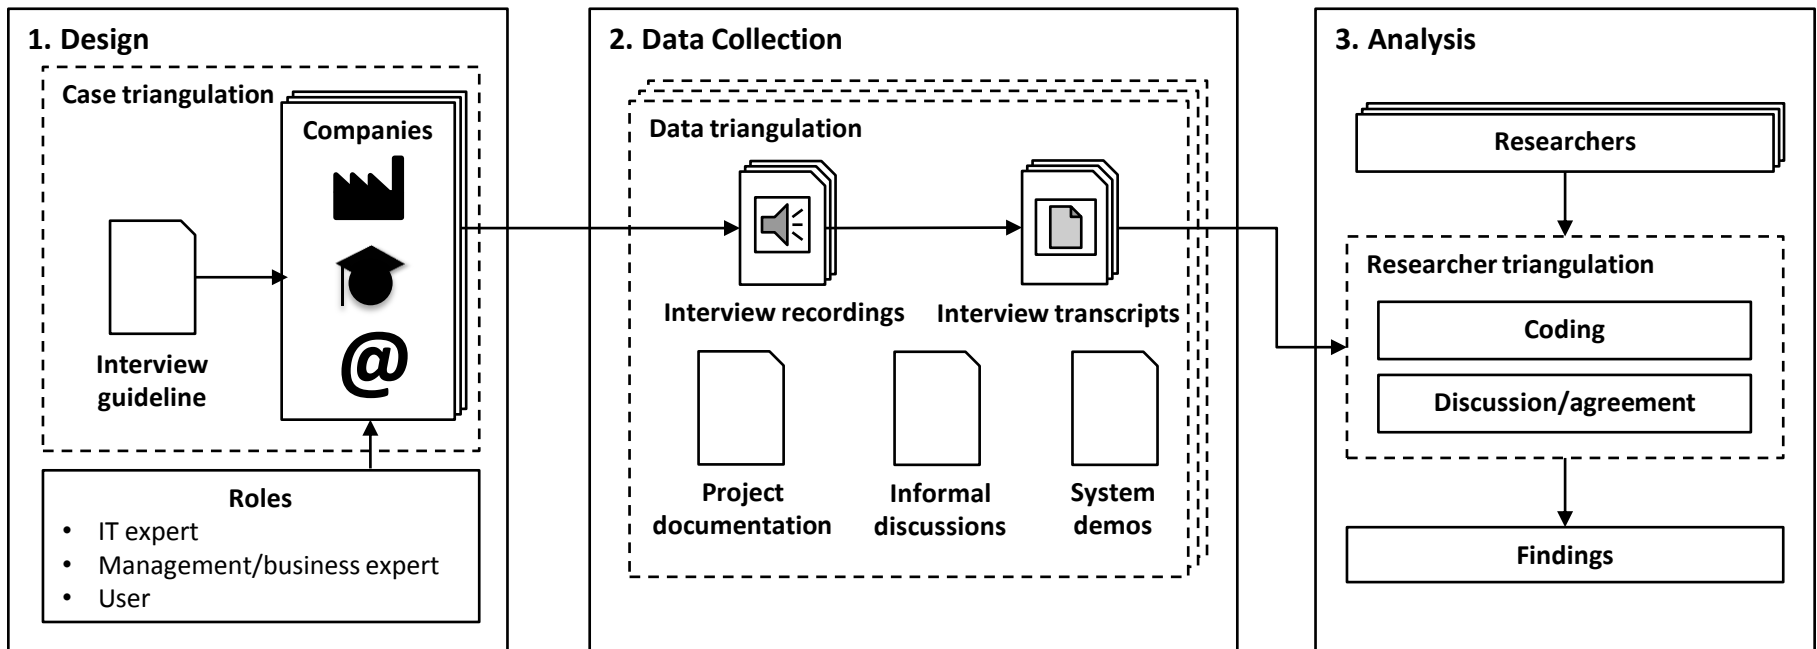 1. Design
Case triangulation
Companies
@
Interview
guideline
Roles
• IT expert
• Management/business expert
• User
2. Data Collection
Data triangulation
Interview recordings
Interview transcripts
Project
documentation
Informal
discussions
System
demos
3. Analysis
Researchers
Researcher triangulation
Coding
Discussion/agreement
Findings